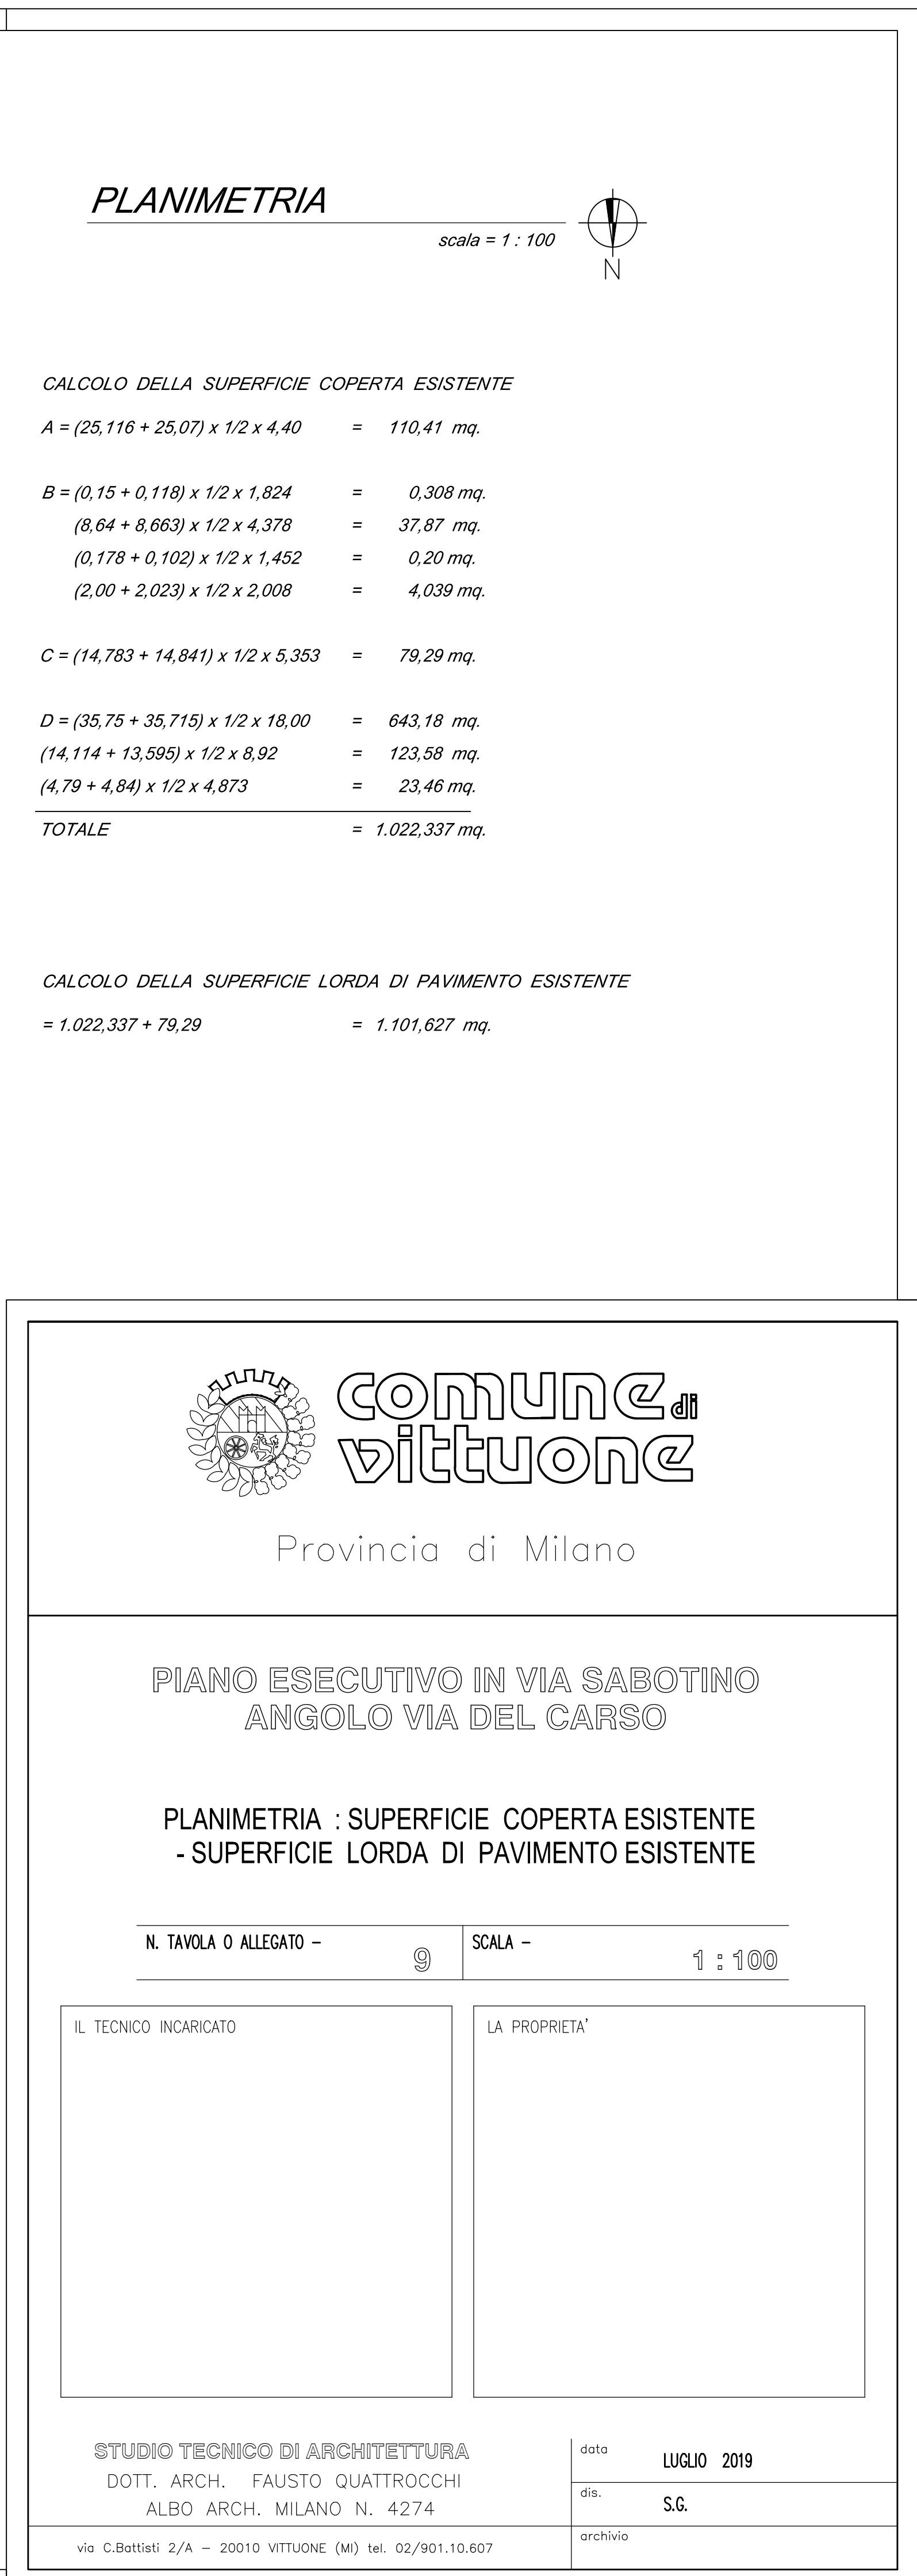 PLANIMETRIA
scala = 1 : 100
N
CALCOLO DELLA SUPERFICIE COPERTA ESISTENTE
A = (25,116 + 25,07) x 1/2 x 4,40 = 110,41 mq.
B = (0,15 + 0,118) x 1/2 x 1,824 = 0,308 mq.
(8,64 + 8,663) x 1/2 x 4,378 = 37,87 mq.
(0,178 + 0,102) x 1/2 x 1,452 = 0,20 mq.
(2,00 + 2,023) x 1/2 x 2,008 = 4,039 mq.
C = (14,783 + 14,841) x 1/2 x 5,353 = 79,29 mq.
D = (35,75 + 35,715) x 1/2 x 18,00 = 643,18 mq.
(14,114 + 13,595) x 1/2 x 8,92 = 123,58 mq.
(4,79 + 4,84) x 1/2 x 4,873 = 23,46 mq.
TOTALE = 1.022,337 mq.
CALCOLO DELLA SUPERFICIE LORDA DI PAVIMENTO ESISTENTE
= 1.022,337 + 79,29 = 1.101,627 mq.
comune di
vittuone
Provincia di Milano
PIANO ESECUTIVO IN VIA SABOTINO
ANGOLO VIA DEL CARSO
PLANIMETRIA : SUPERFICIE COPERTA ESISTENTE
- SUPERFICIE LORDA DI PAVIMENTO ESISTENTE
N. TAVOLA O ALLEGATO – 9
SCALA – 1 : 100
IL TECNICO INCARICATO
LA PROPRIETA'
STUDIO TECNICO DI ARCHITETTURA
DOTT. ARCH. FAUSTO QUATTROCCHI
ALBO ARCH. MILANO N. 4274
via C.Battisti 2/A – 20010 VITTUONE (MI) tel. 02/901.10.607
data LUGLIO 2019
dis. S.G.
archivio